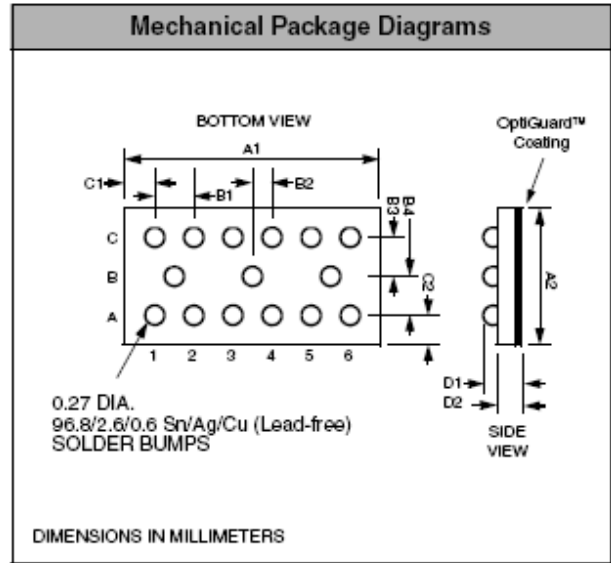 Mechanical Package Diagrams
BOTTOM VIEW
OptiGuard™
Coating
A1
C1
B1
B2
B3
B4
C
B
A
C2
A2
1 2 3 4 5 6
D1
D2
0.27 DIA.
96.8/2.6/0.6 Sn/Ag/Cu (Lead-free)
SOLDER BUMPS
SIDE
VIEW
DIMENSIONS IN MILLIMETERS